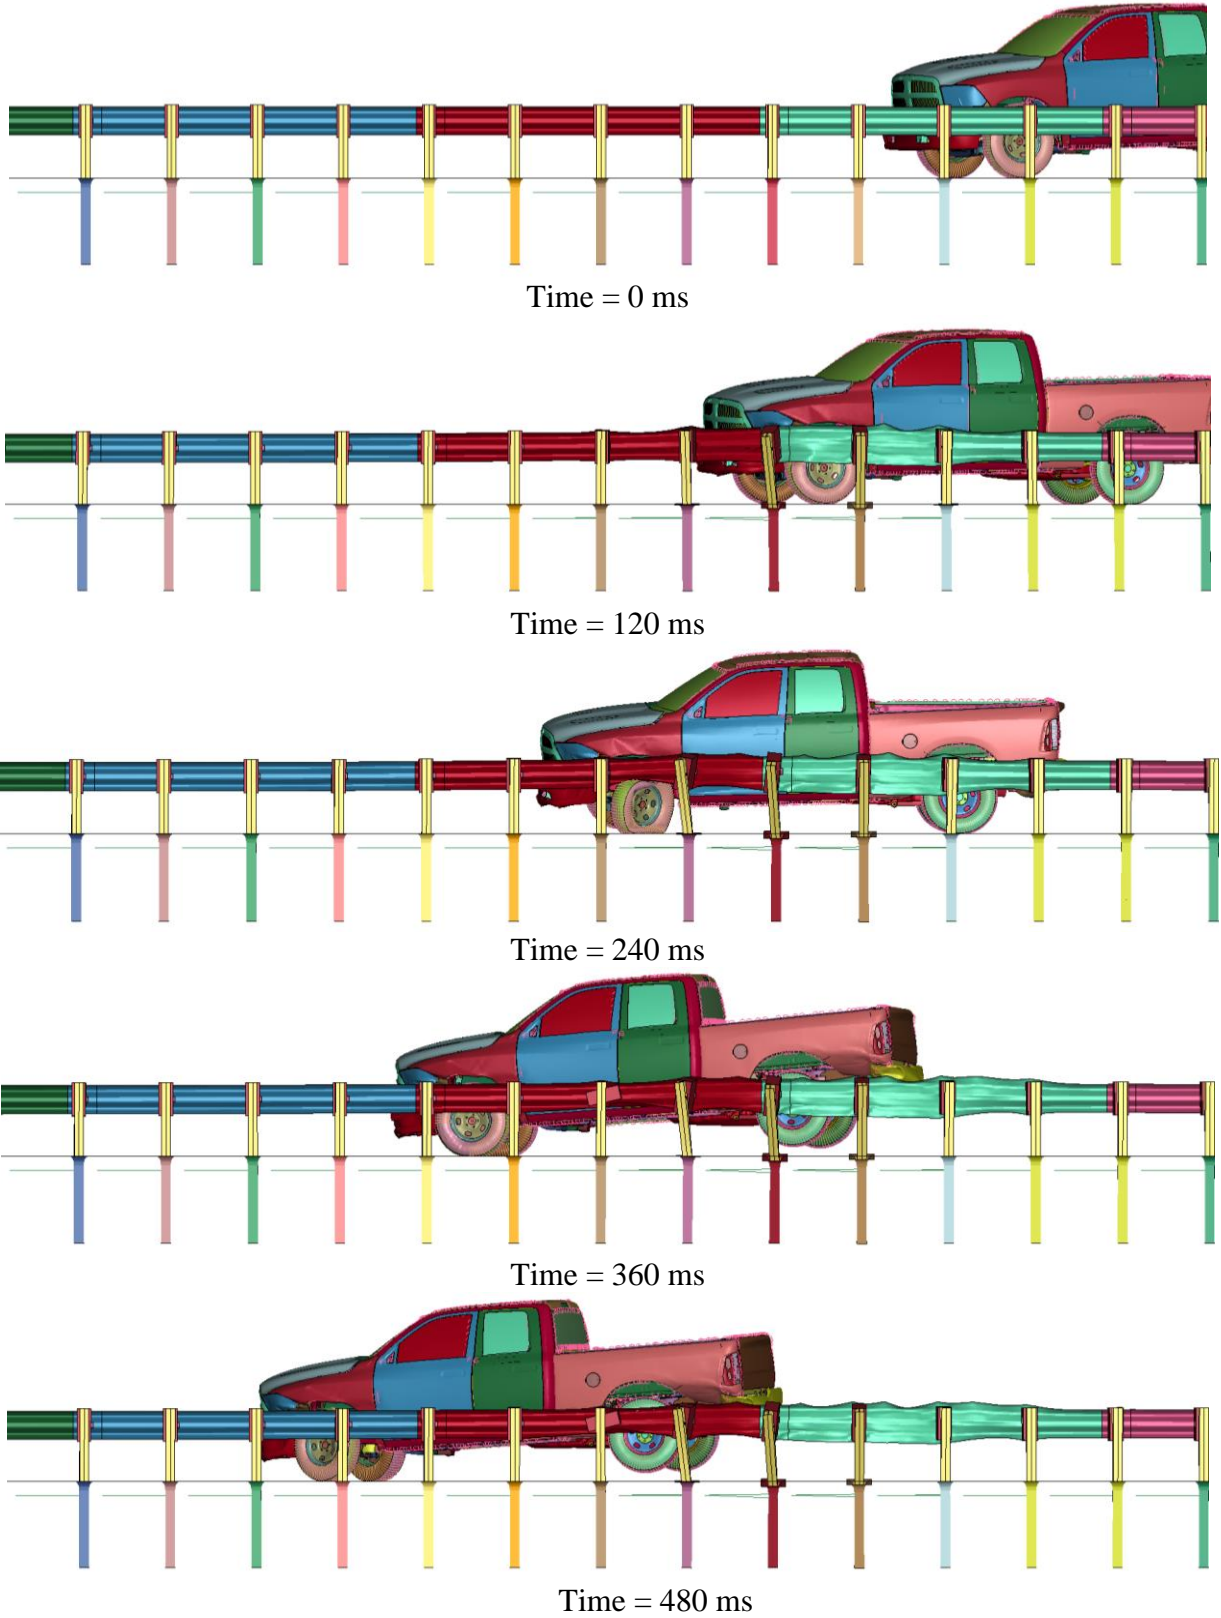 Time = 0 ms
Time = 120 ms
Time = 240 ms
Time = 360 ms
Time = 480 ms